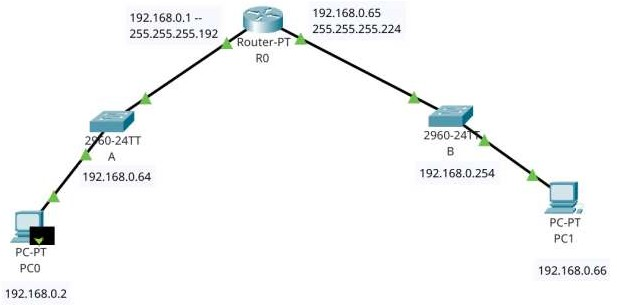 192.168.0.1 --
255.255.255.192
192.168.0.65
255.255.255.224
Router-PT
R0
2960-24TT
A
192.168.0.64
2960-24TT
B
192.168.0.254
PC-PT
PC0
192.168.0.2
PC-PT
PC1
192.168.0.66